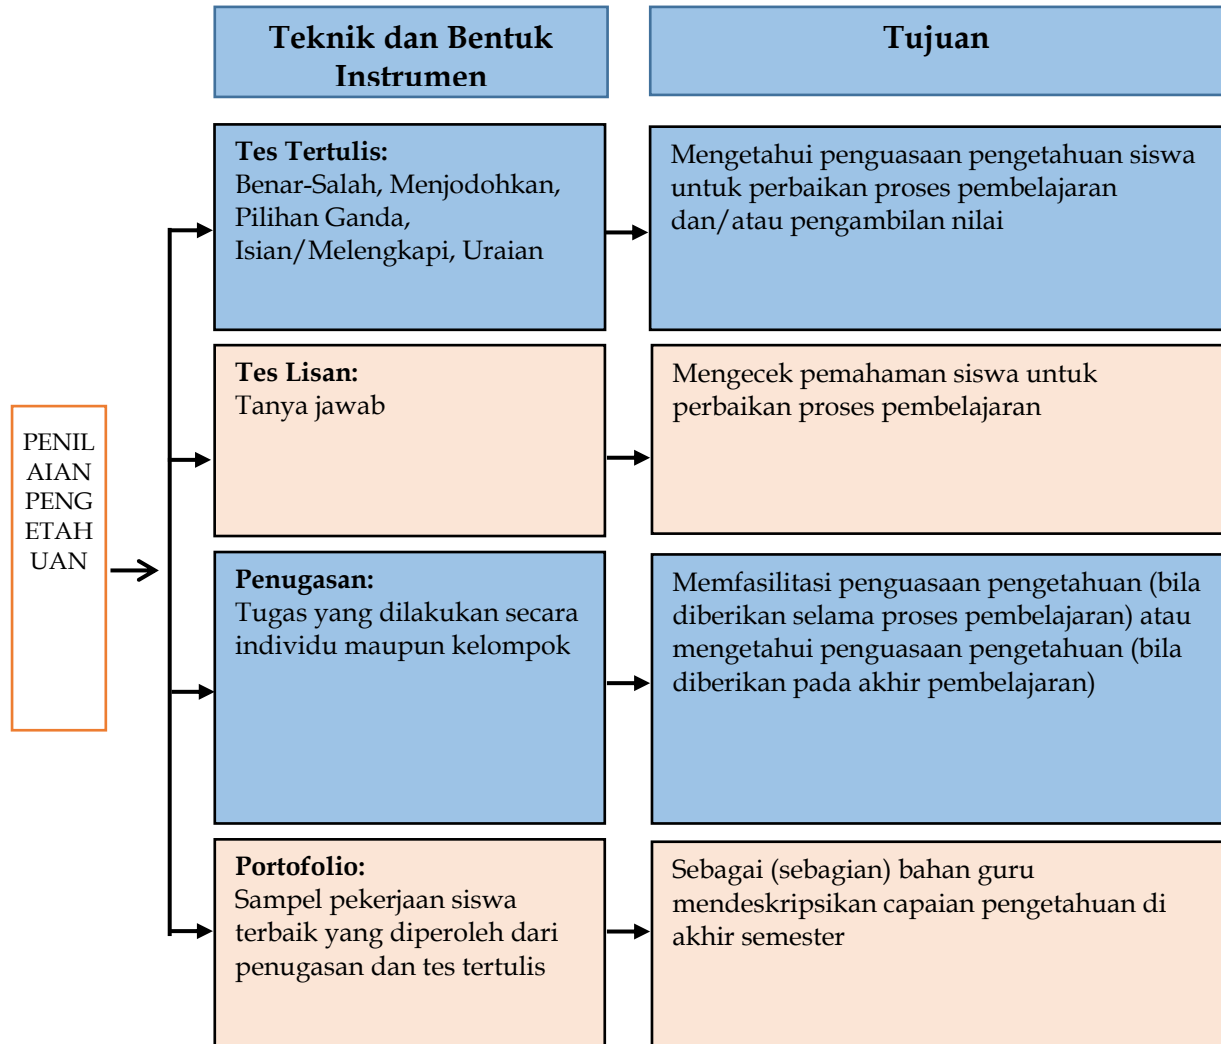 Teknik dan Bentuk
Instrumen
Tujuan
PENIL
AIAN
PENG
ETAH
UAN
Tes Tertulis:
Benar-Salah, Menjodohkan,
Pilihan Ganda,
Isian/Melengkapi, Uraian
Mengetahui penguasaan pengetahuan siswa
untuk perbaikan proses pembelajaran
dan/atau pengambilan nilai
Tes Lisan:
Tanya jawab
Mengecek pemahaman siswa untuk
perbaikan proses pembelajaran
Penugasan:
Tugas yang dilakukan secara
individu maupun kelompok
Memfasilitasi penguasaan pengetahuan (bila
diberikan selama proses pembelajaran) atau
mengetahui penguasaan pengetahuan (bila
diberikan pada akhir pembelajaran)
Portofolio:
Sampel pekerjaan siswa
terbaik yang diperoleh dari
penugasan dan tes tertulis
Sebagai (sebagian) bahan guru
mendeskripsikan capaian pengetahuan di
akhir semester